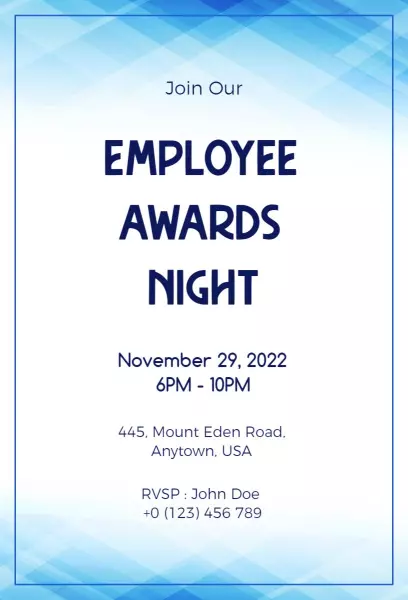 Join Our
EMPLOYEE
AWARDS
NIGHT
November 29, 2022
6PM - 10PM
445, Mount Eden Road,
Anytown, USA
RVSP : John Doe
+0 (123) 456 789